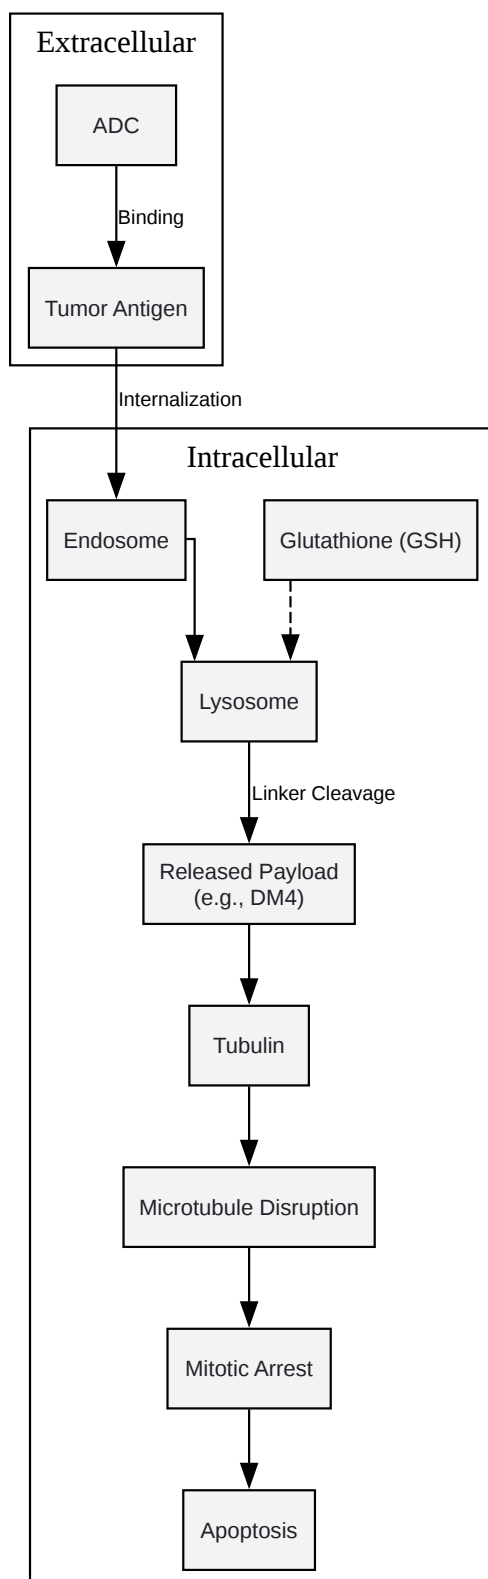 Extracellular
ADC
Binding
Tumor Antigen
Internalization
Intracellular
Endosome
Glutathione (GSH)
Lysosome
Linker Cleavage
Released Payload
(e.g., DM4)
Tubulin
Microtubule Disruption
Mitotic Arrest
Apoptosis